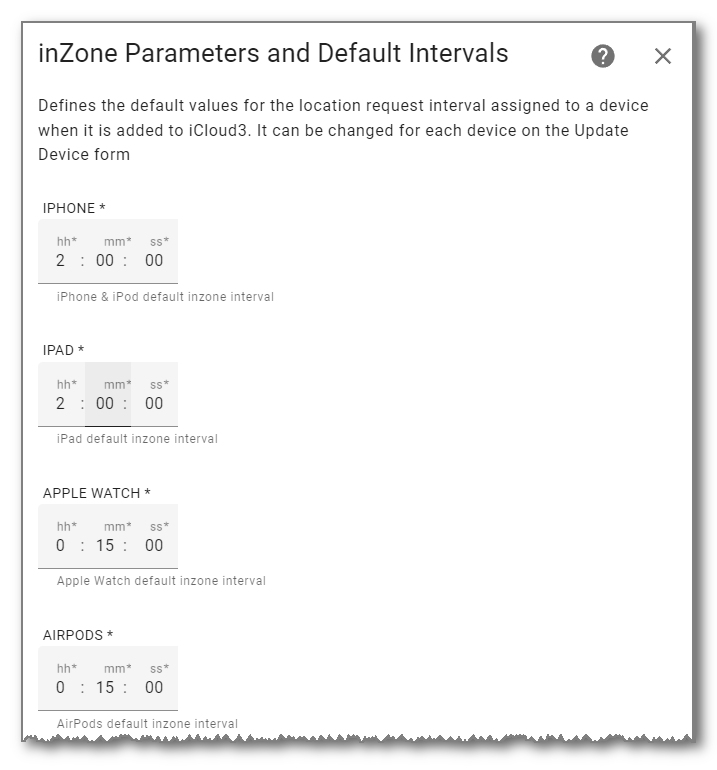 inZone Parameters and Default Intervals
Defines the default values for the location request interval assigned to a device
when it is added to iCloud3. It can be changed for each device on the Update
Device form
IPHONE *
hh* mm* ss*
2 : 00 : 00
iPhone & iPod default inzone interval
IPAD *
hh* mm* ss*
2 : 00 : 00
iPad default inzone interval
APPLE WATCH *
hh* mm* ss*
0 : 15 : 00
Apple Watch default inzone interval
AIRPODS *
hh* mm* ss*
0 : 15 : 00
AirPods default inzone interval